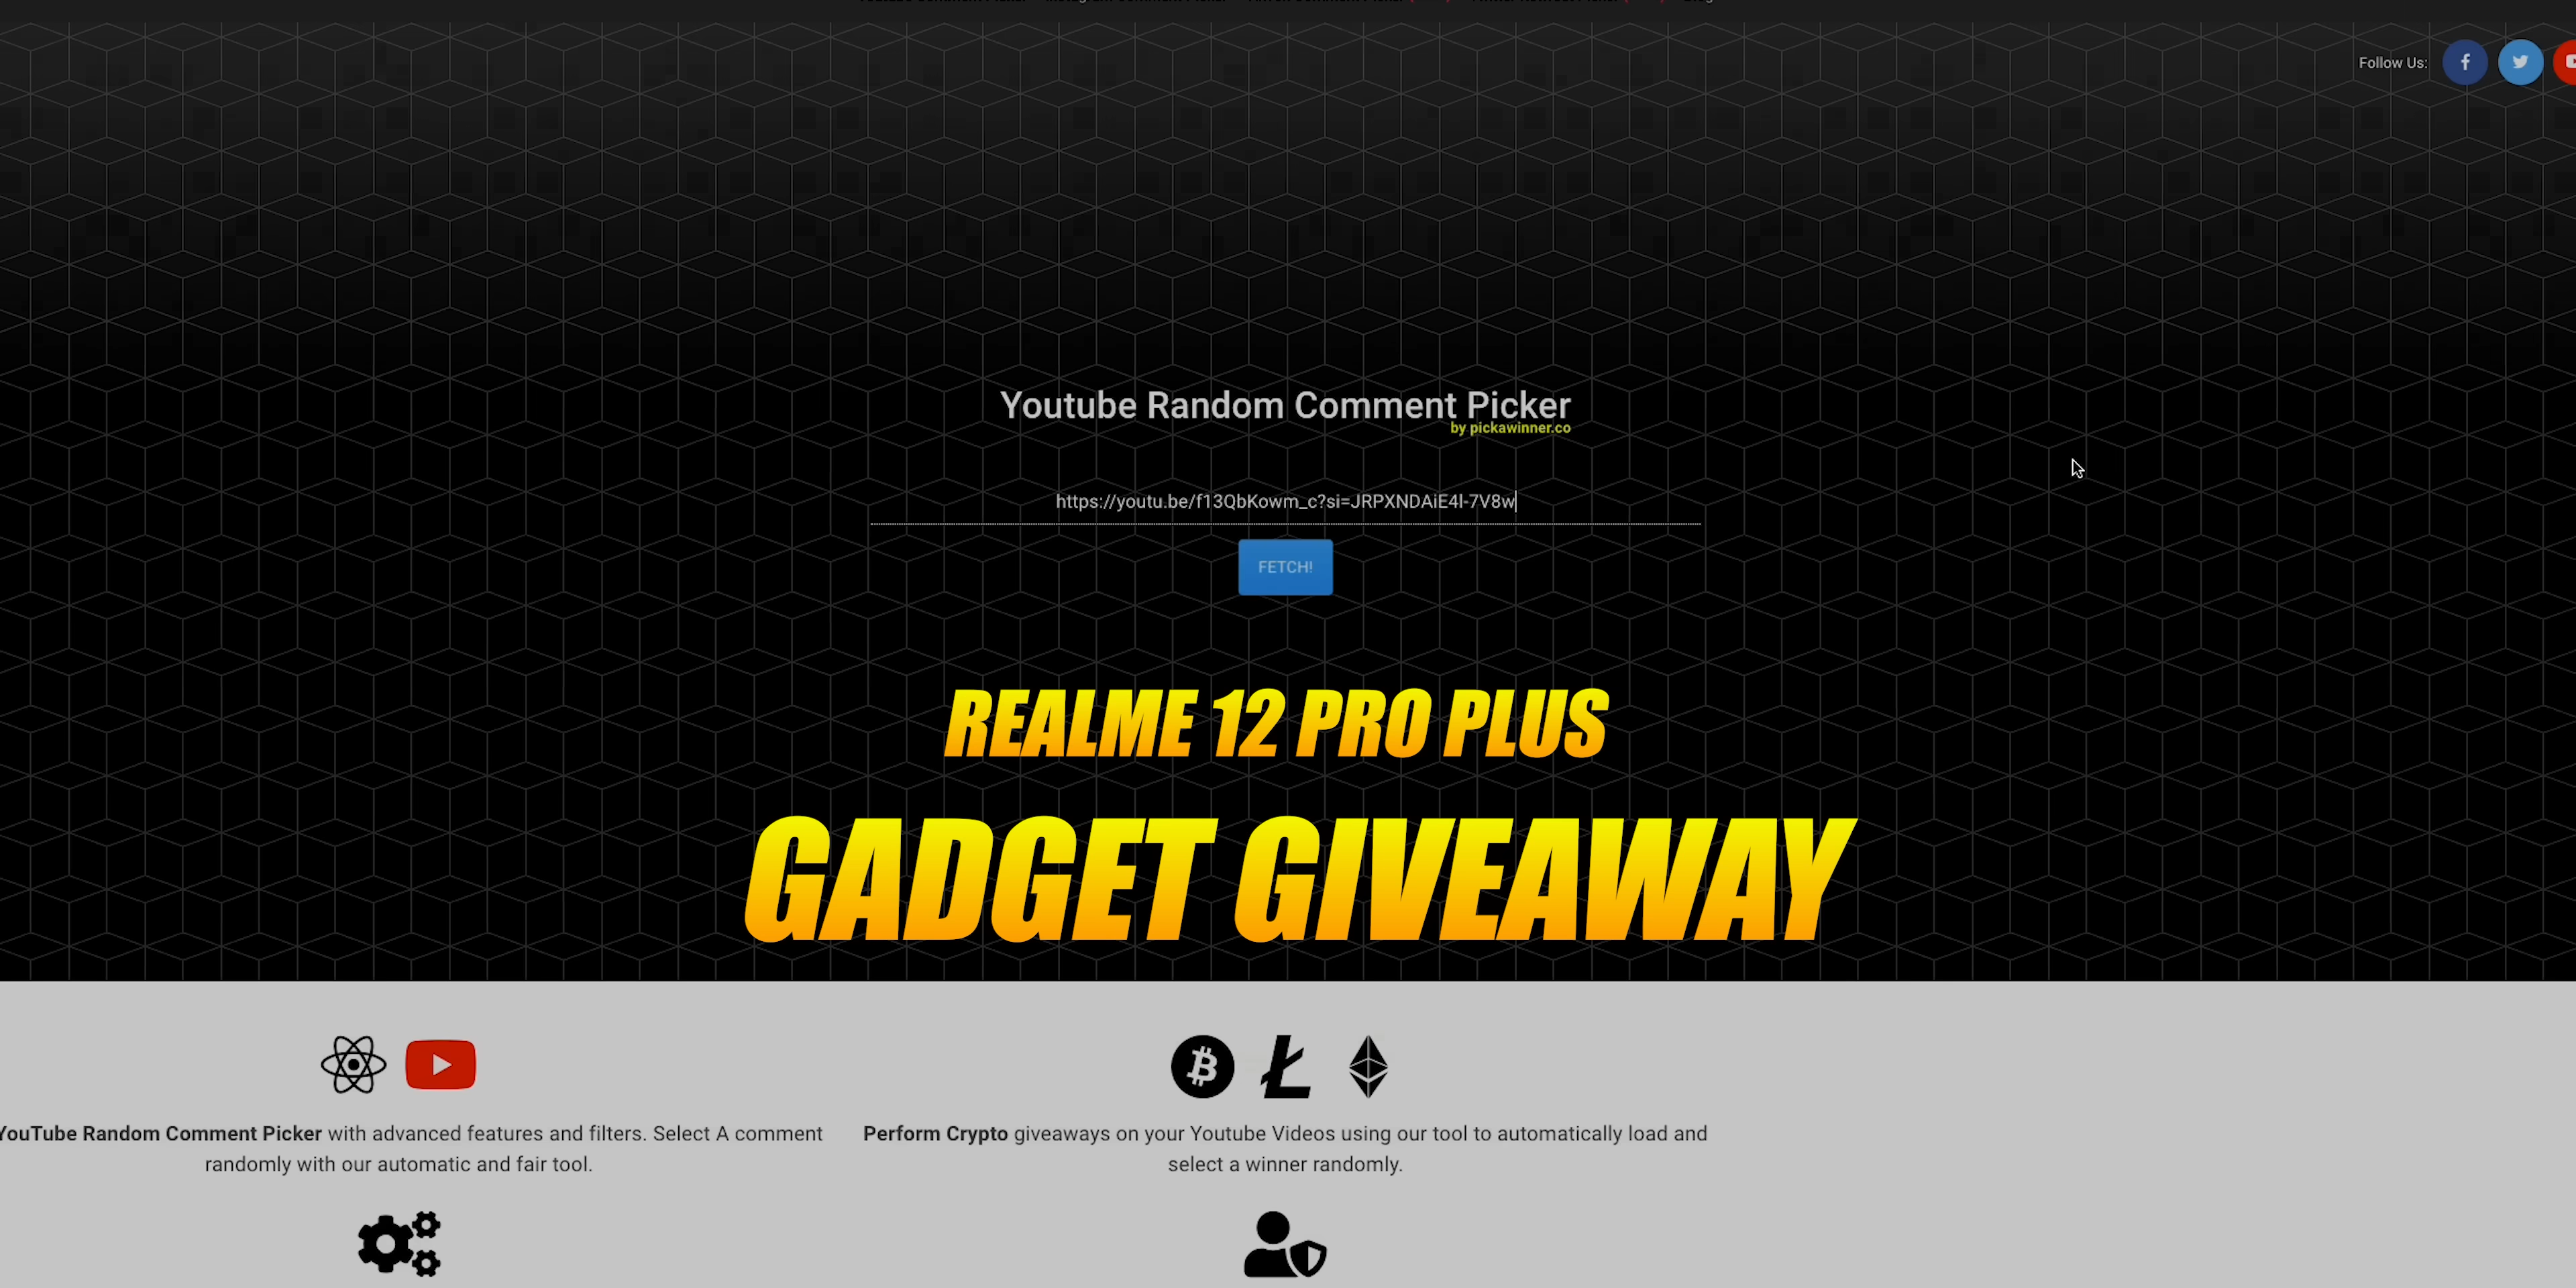 Follow Us:
Youtube Random Comment Picker
by pickawinner.co
https://youtu.be/f13QbKowm_c?si=JRPXNDAiE4l-7V8w
FETCH!
REALME 12 PRO PLUS
GADGET GIVEAWAY
YouTube Random Comment Picker with advanced features and filters. Select A comment
randomly with our automatic and fair tool.
Perform Crypto giveaways on your Youtube Videos using our tool to automatically load and
select a winner randomly.